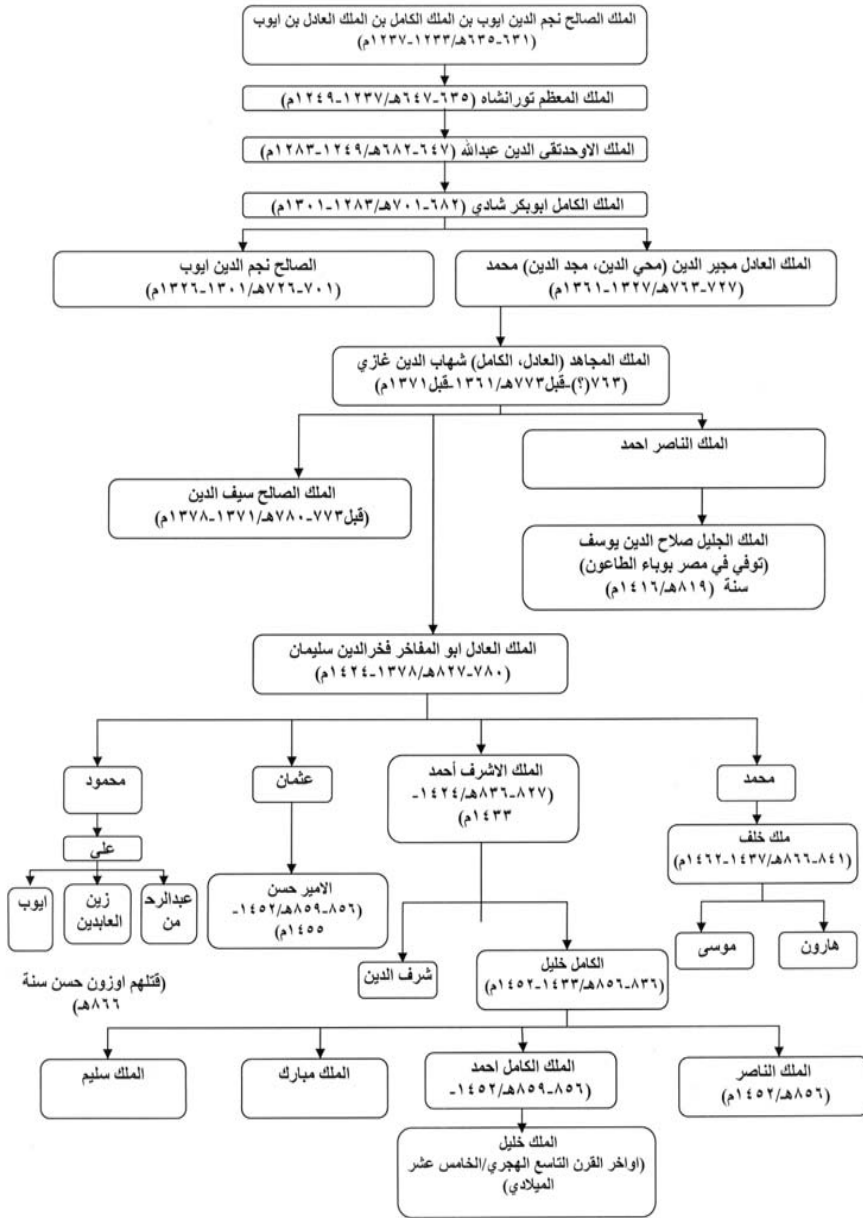 الملك الصالح نجم الدين ايوب بن الملك الكامل بن الملك العادل بن ايوب
(٦٣١-٦٣٥هـ/١٢٣٣-١٢٣٧م)
الملك المعظم تورانشاه (٦٣٥-٦٤٧هـ/١٢٣٧-١٢٤٩م)
الملك الاوحدتقي الدين عبدالله (٦٤٧-٦٨٢هـ/١٢٤٩-١٢٨٣م)
الملك الكامل ابوبكر شادي (٦٨٢-٧٠١هـ/١٢٨٣-١٣٠١م)
الملك العادل مجير الدين (محي الدين، مجد الدين) محمد
(٧٢٧-٧٦٣هـ/١٣٢٧-١٣٦١م)
الصالح نجم الدين ايوب
(٧٠١-٧٢٦هـ/١٣٠١-١٣٢٦م)
الملك المجاهد (العادل، الكامل) شهاب الدين غازي
(٧٦٣(؟)-قبل٧٧٣هـ/١٣٦١-قبل١٣٧١م)
الملك الناصر احمد
الملك الصالح سيف الدين
(قبل٧٧٣-٧٨٠هـ/١٣٧١-١٣٧٨م)
الملك الجليل صلاح الدين يوسف
(توفي في مصر بوباء الطاعون)
سنة (٨١٩هـ/١٤١٦م)
الملك العادل ابو المفاخر فخرالدين سليمان
(٧٨٠-٨٢٧هـ/١٣٧٨-١٤٢٤م)
محمد
الملك الاشرف أحمد
(٨٢٧-٨٣٦هـ/١٤٢٤-
١٤٣٣م)
عثمان
محمود
ملك خلف
(٨٤١-٨٦٦هـ/١٤٣٧-١٤٦٢م)
الامير حسن
(٨٥٦-٨٥٩هـ/١٤٥٢-
١٤٥٥م)
على
عبدالرح
من
زين
العابدين
ايوب
هارون
موسى
الكامل خليل
(٨٣٦-٨٥٦هـ/١٤٣٣-١٤٥٢م)
شرف الدين
(قتلهم اوزون حسن سنة
٨٦٦هـ)
الملك الناصر
(٨٥٦هـ/١٤٥٢م)
الملك الكامل احمد
(٨٥٦-٨٥٩هـ/١٤٥٢-
الملك مبارك
الملك سليم
الملك خليل
(اواخر القرن التاسع الهجري/الخامس عشر
الميلادي)